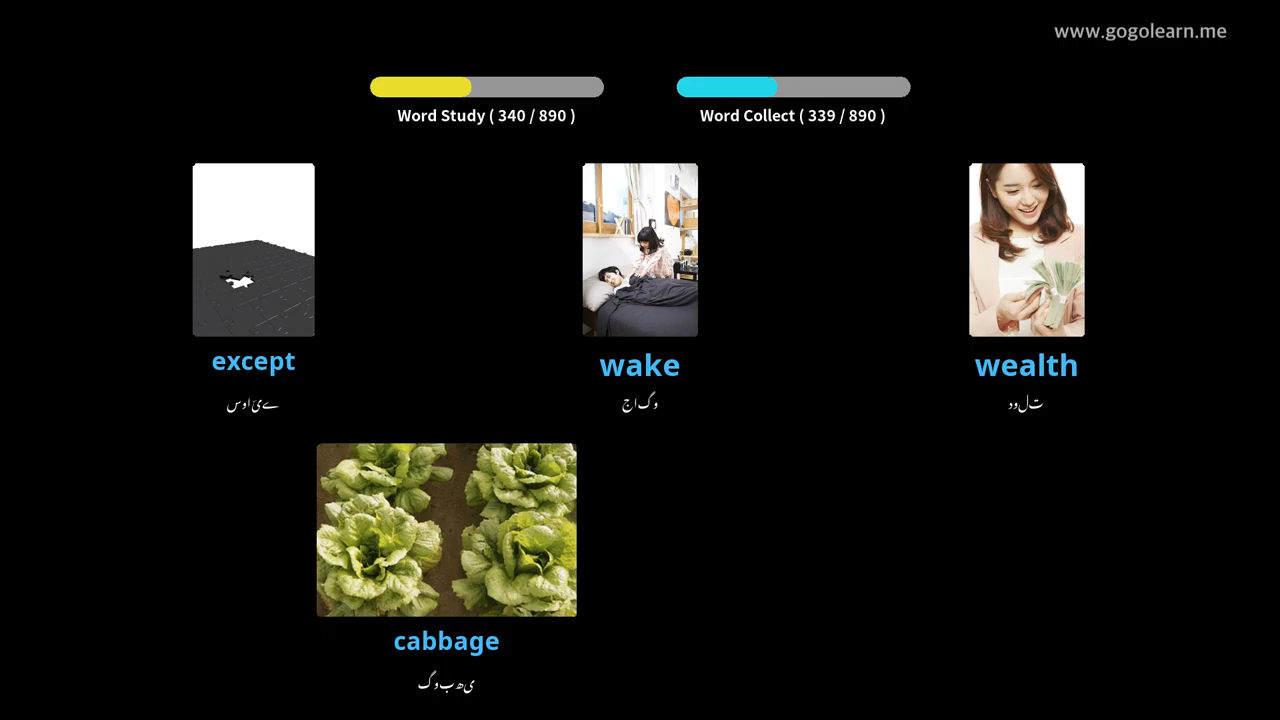 www.gogolearn.me
Word Study ( 340 / 890 )
Word Collect ( 339 / 890 )
except
سوائے
wake
جاگو
wealth
دولت
cabbage
گوبھی